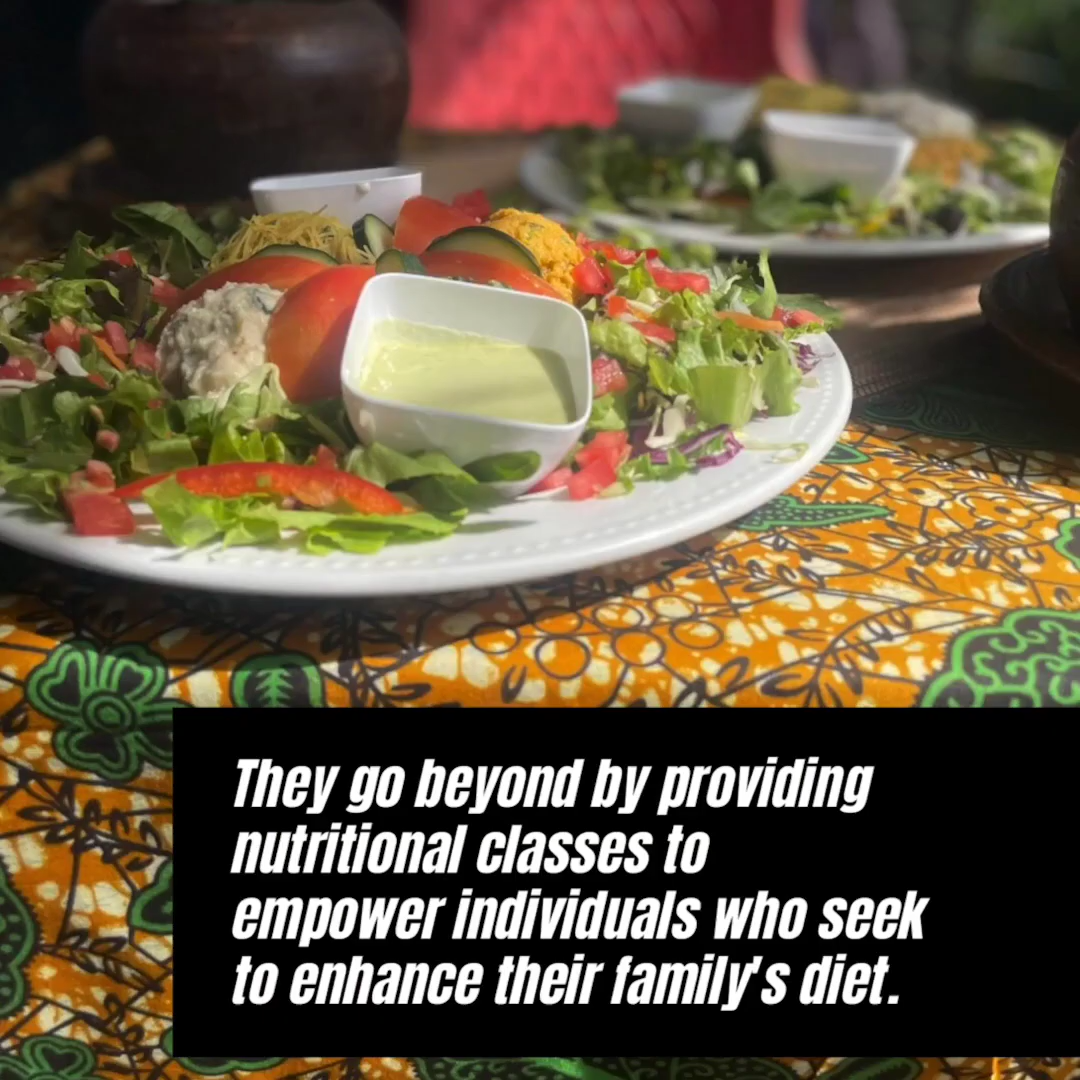 They go beyond by providing
nutritional classes to
empower individuals who seek
to enhance their family's diet.